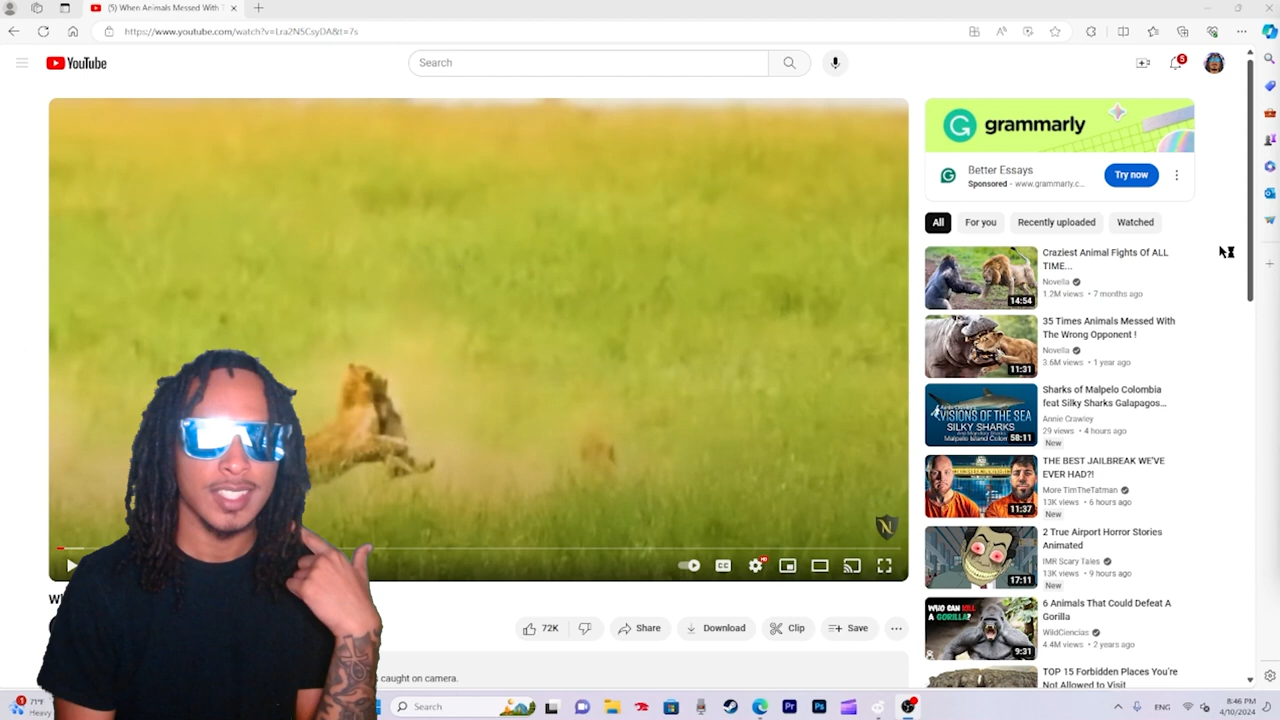 (5) When Animals Messed With T
https://www.youtube.com/watch?v=Lra2N5CsyDA&t=7s
YouTube
Search
5
grammarly
Better Essays
Sponsored · www.grammarly.c...
Try now
All
For you
Recently uploaded
Watched
14:54
Craziest Animal Fights Of ALL
TIME...
Novella
1.2M views • 7 months ago
11:31
35 Times Animals Messed With
The Wrong Opponent !
Novella
3.6M views • 1 year ago
VISIONS OF THE SEA
SILKY SHARKS
58:11
Sharks of Malpelo Colombia
feat Silky Sharks Galapagos...
Annie Crawley
29 views • 4 hours ago
New
11:37
THE BEST JAILBREAK WE'VE
EVER HAD?!
More TimTheTatman
13K views • 6 hours ago
New
17:11
2 True Airport Horror Stories
Animated
IMR Scary Tales
13K views • 9 hours ago
New
WHO CAN KILL
A GORILLA?
9:31
6 Animals That Could Defeat A
Gorilla
WildCiencias
4.4M views • 2 years ago
TOP 15 Forbidden Places You're
Not Allowed to Visit
N
CC
HD
72K
Share
Download
Clip
Save
caught on camera.
1
71°F
Heavy
Search
ENG
8:46 PM
4/10/2024